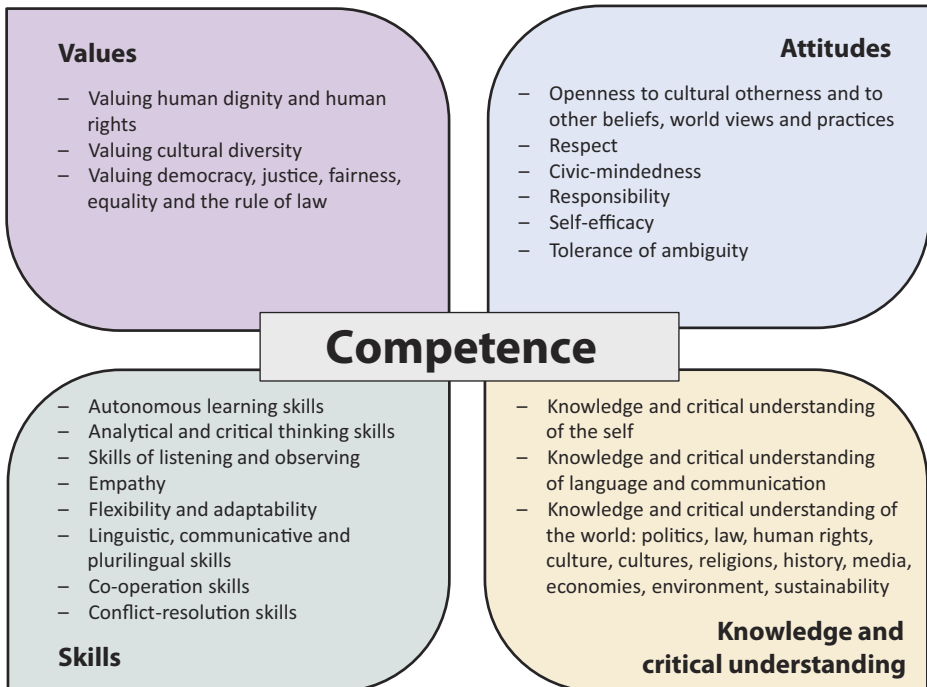 Values
– Valuing human dignity and human
rights
– Valuing cultural diversity
– Valuing democracy, justice, fairness,
equality and the rule of law
Attitudes
– Openness to cultural otherness and to
other beliefs, world views and practices
– Respect
– Civic-mindedness
– Responsibility
– Self-efficacy
– Tolerance of ambiguity
Competence
– Autonomous learning skills
– Analytical and critical thinking skills
– Skills of listening and observing
– Empathy
– Flexibility and adaptability
– Linguistic, communicative and
plurilingual skills
– Co-operation skills
– Conflict-resolution skills
Skills
– Knowledge and critical understanding
of the self
– Knowledge and critical understanding
of language and communication
– Knowledge and critical understanding of
the world: politics, law, human rights,
culture, cultures, religions, history, media,
economies, environment, sustainability
Knowledge and
critical understanding